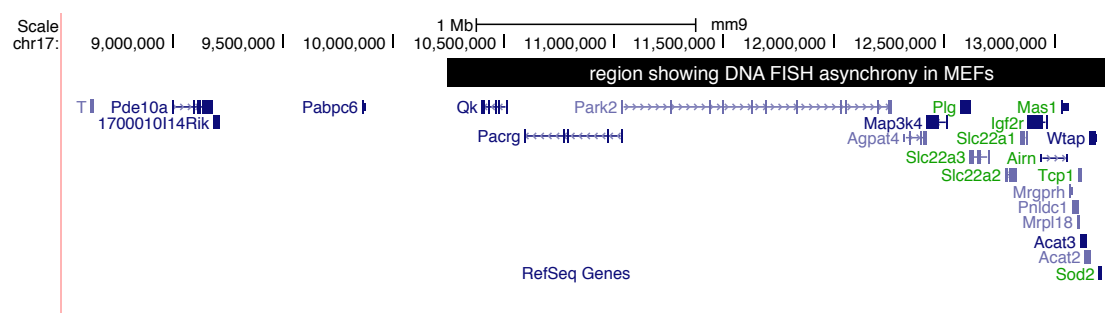 Scale 1 Mb mm9
chr17: 9,000,000 9,500,000 10,000,000 10,500,000 11,000,000 11,500,000 12,000,000 12,500,000 13,000,000
region showing DNA FISH asynchrony in MEFs
T Pde10a Pabpc6 Qk Park2 Plg Mas1
1700010I14Rik Map3k4 Igf2r
Pacrg Agpat4 Slc22a1 Wtap
Slc22a3 Airn
Slc22a2 Tcp1
Mrgprh
Pnldc1
Mrpl18
Acat3
Acat2
RefSeq Genes Sod2